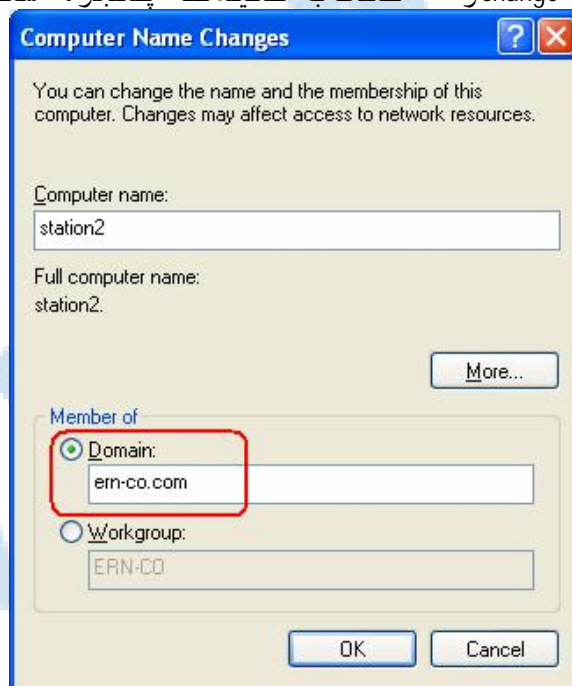 change
Computer Name Changes
You can change the name and the membership of this
computer. Changes may affect access to network resources.
Computer name:
station2
Full computer name:
station2.
More...
Member of
Domain:
ern-co.com
Workgroup:
ERN-CO
OK
Cancel